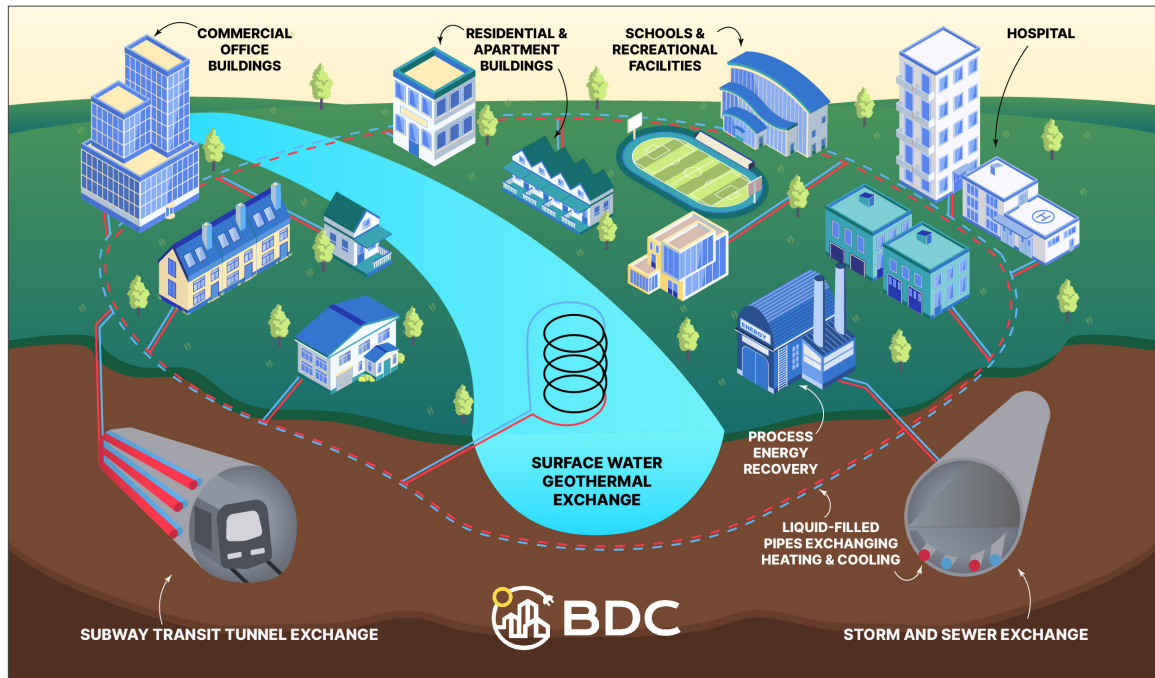 COMMERCIAL
OFFICE
BUILDINGS
RESIDENTIAL &
APARTMENT
BUILDINGS
SCHOOLS &
RECREATIONAL
FACILITIES
HOSPITAL
H
ENERGY
PROCESS
ENERGY
RECOVERY
SURFACE WATER
GEOTHERMAL
EXCHANGE
LIQUID-FILLED
PIPES EXCHANGING
HEATING & COOLING
SUBWAY TRANSIT TUNNEL EXCHANGE
BDC
STORM AND SEWER EXCHANGE